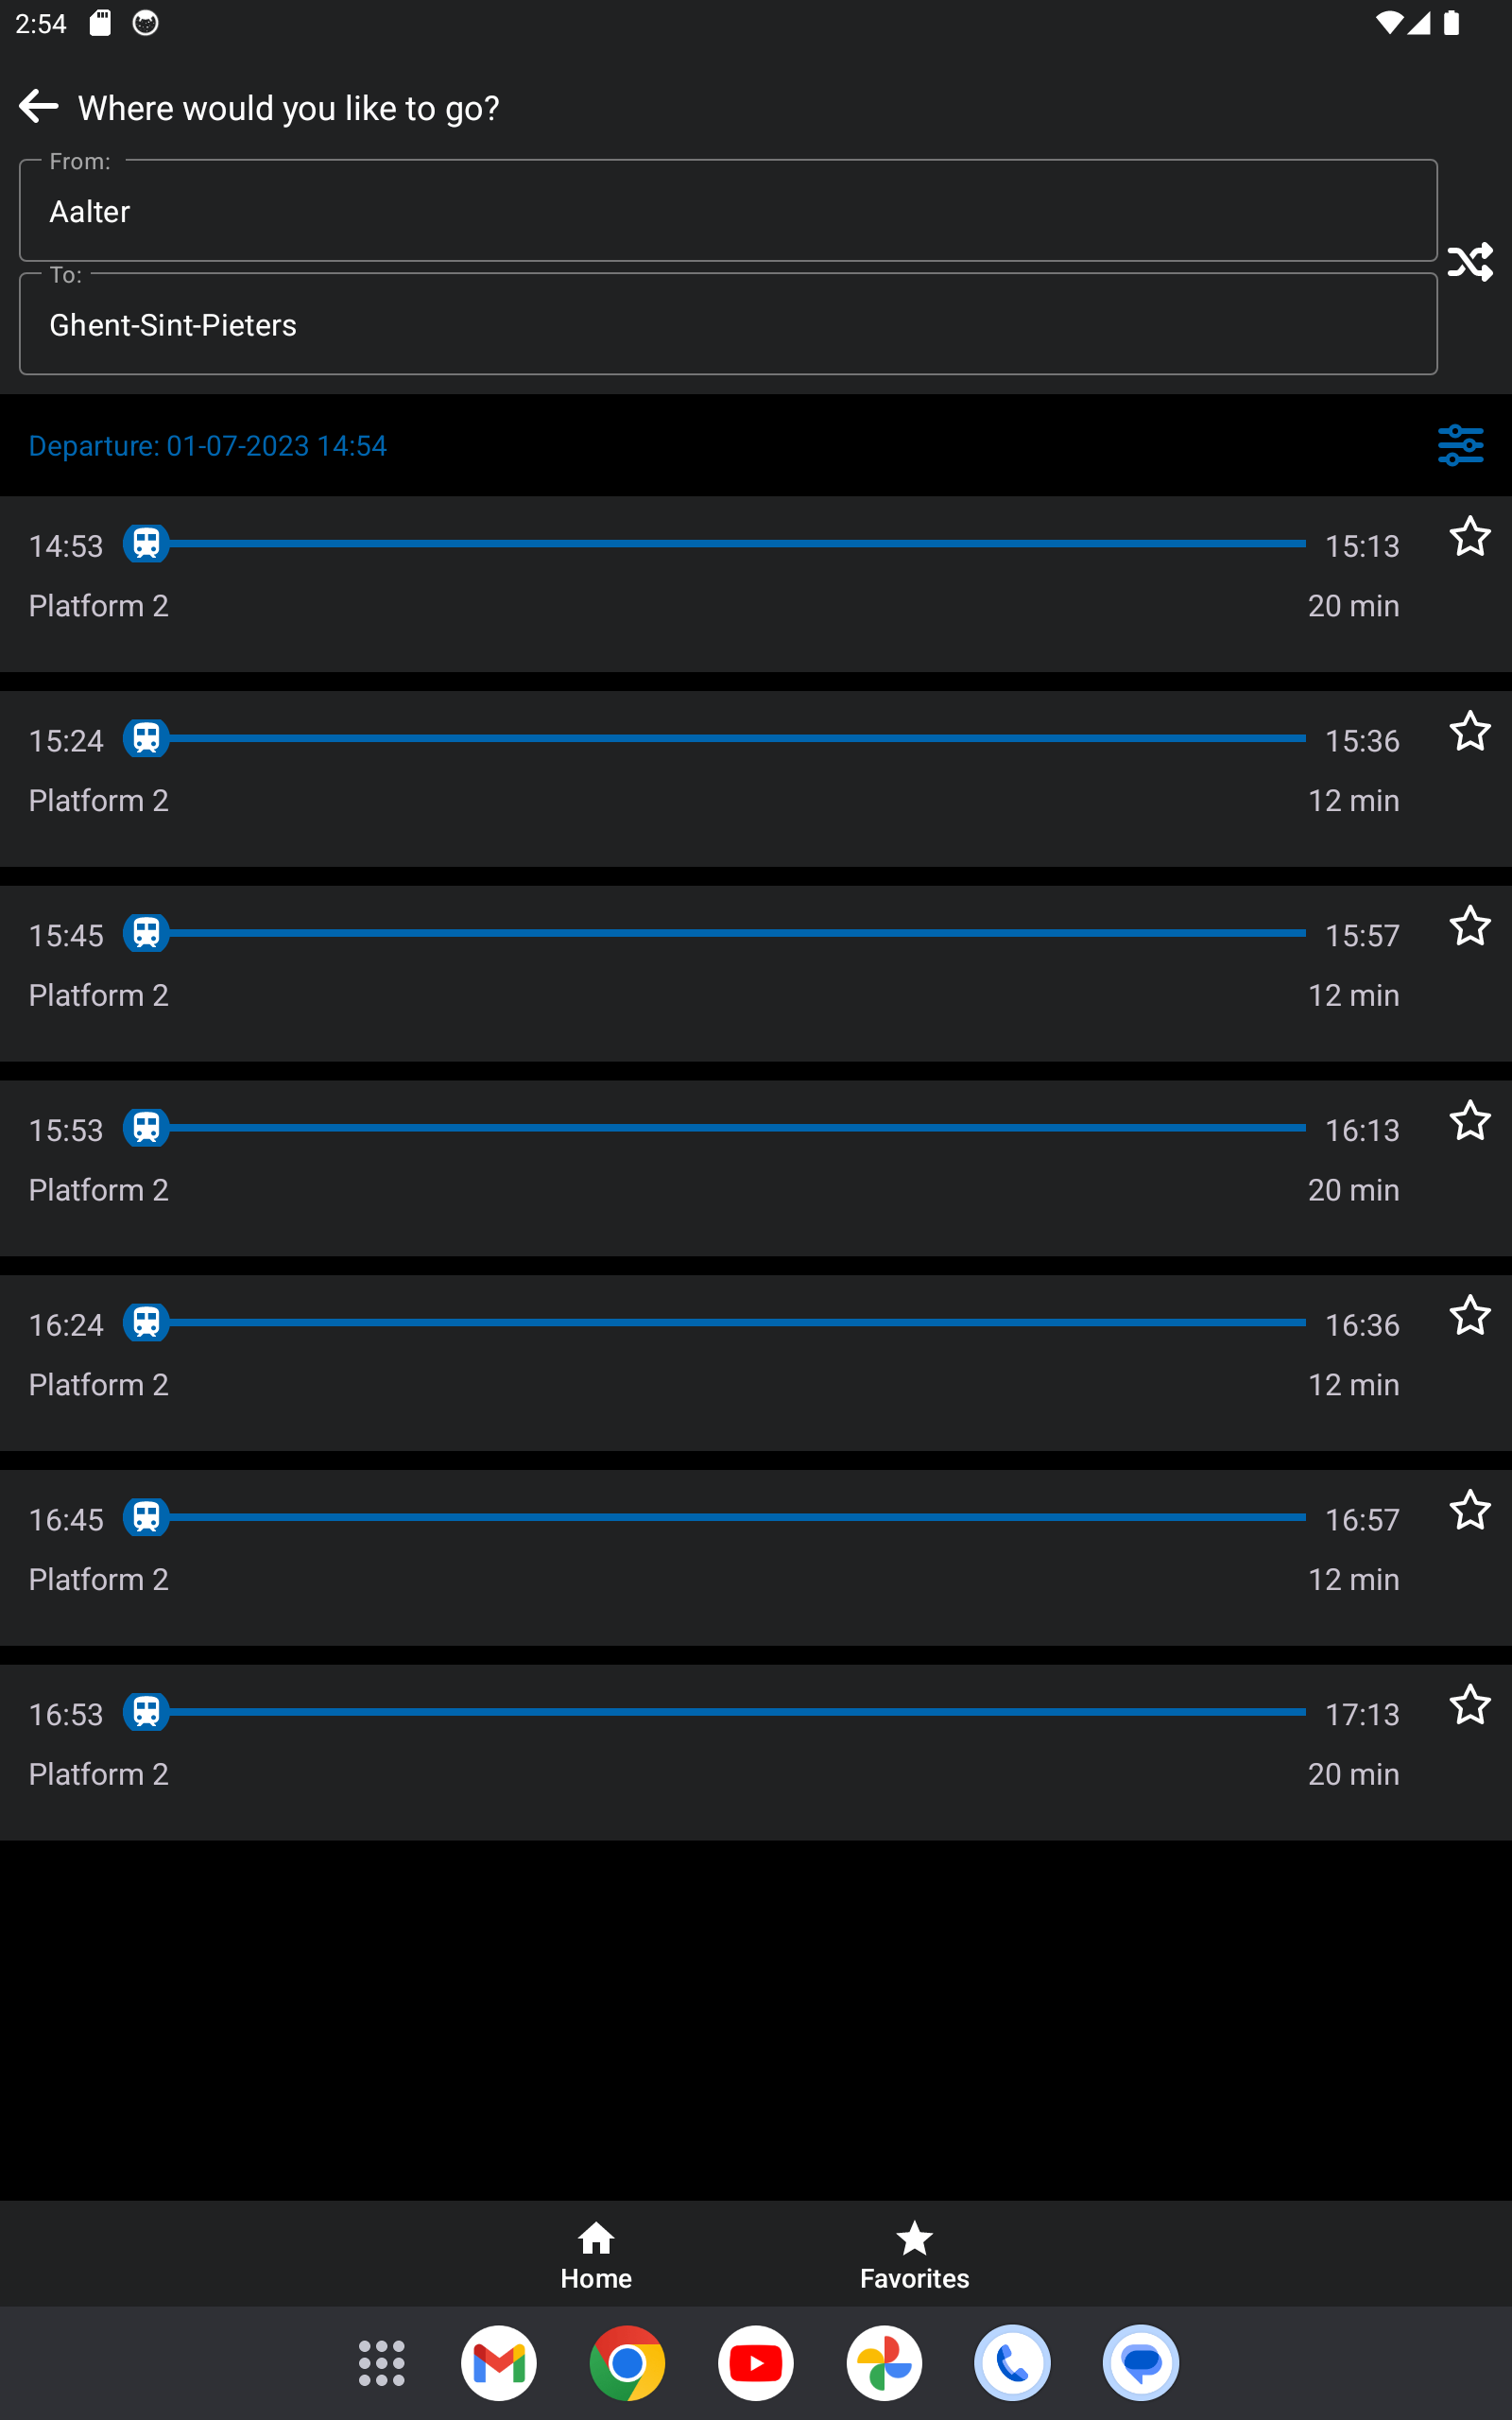 2:54
Where would you like to go?
From:
Aalter
To:
Ghent-Sint-Pieters
Departure: 01-07-2023 14:54
14:53 15:13
Platform 2 20 min
15:24 15:36
Platform 2 12 min
15:45 15:57
Platform 2 12 min
15:53 16:13
Platform 2 20 min
16:24 16:36
Platform 2 12 min
16:45 16:57
Platform 2 12 min
16:53 17:13
Platform 2 20 min
Home Favorites